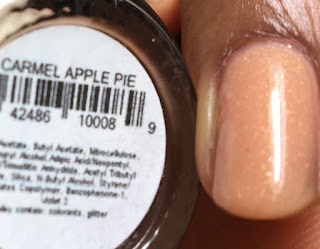 CARMEL APPLE PIE
42486 10008 9
Acetate, Butyl Acetate, Nitrocellulose,
Alcohol, Adipic Acid/Neopentyl
Trimellitic Anhydride, Acetyl Tributyl
Silica, N-Butyl Alcohol, Styrene/
Copolymer, Benzophenone-1,
Violet 2
contain: colorants, glitter